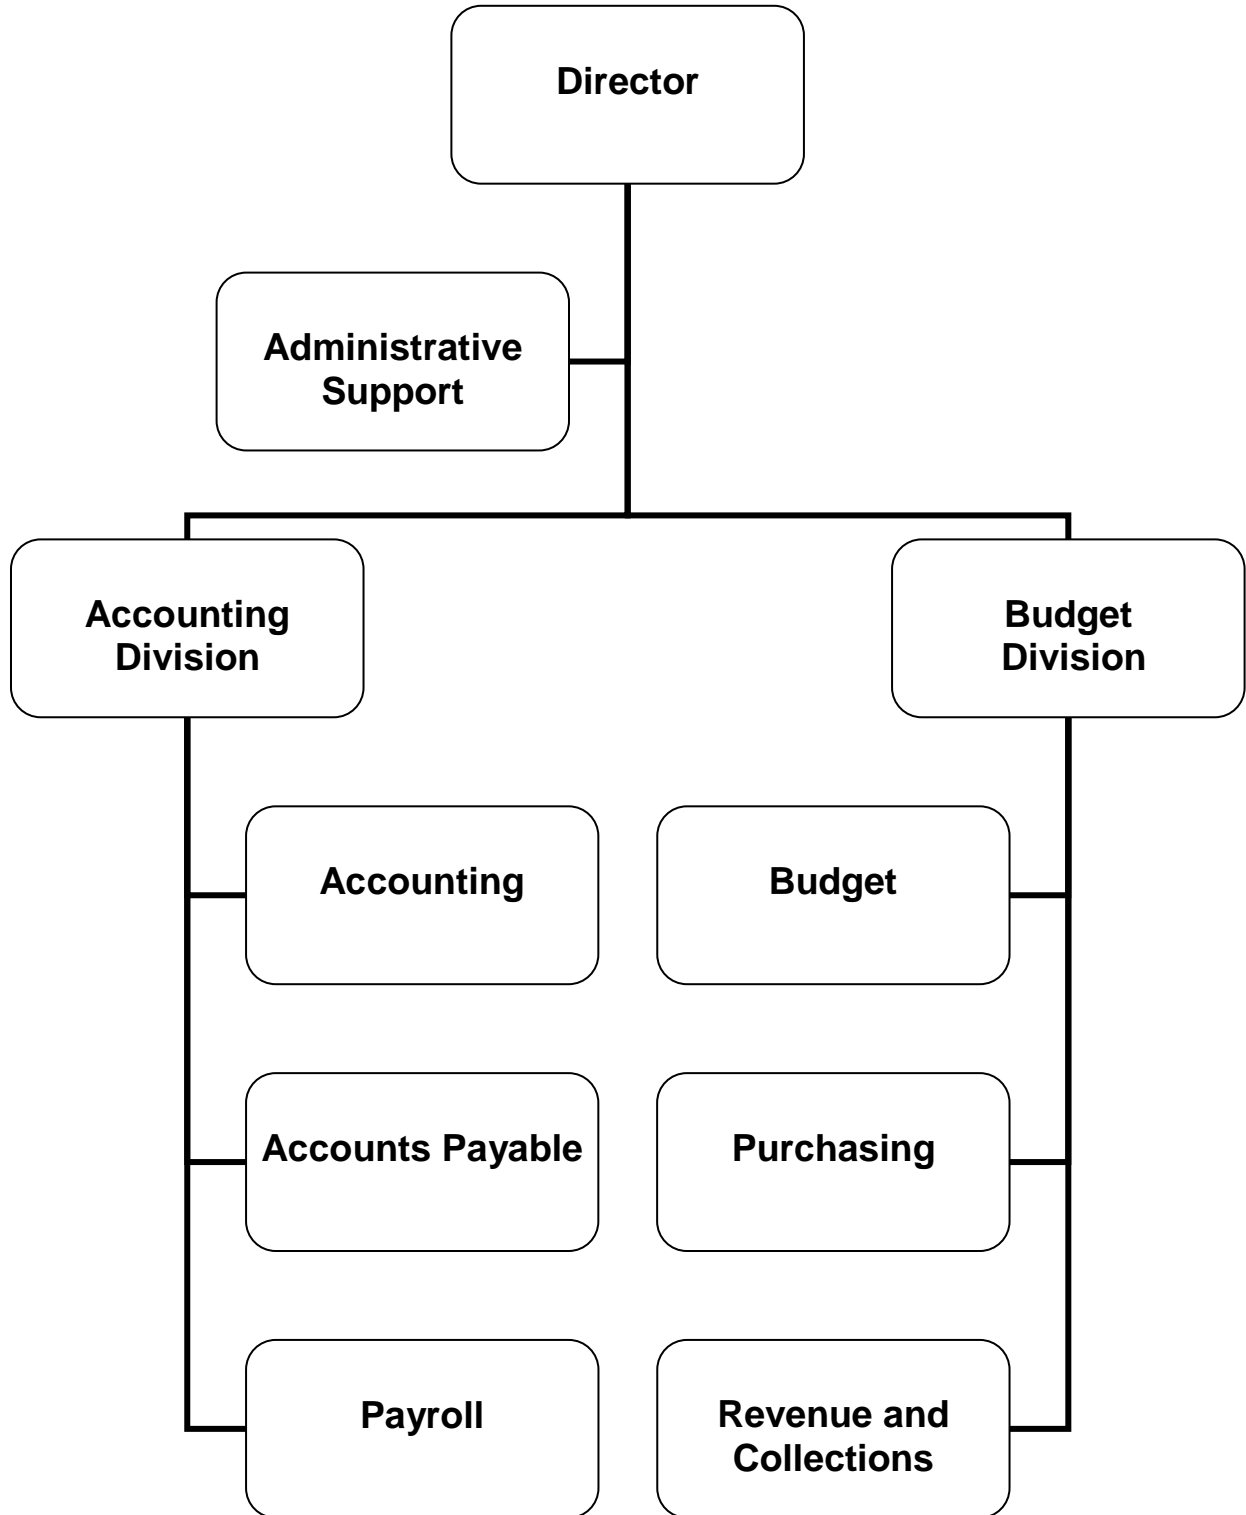 Director
Administrative
Support
Accounting
Division
Budget
Division
Accounting
Budget
Accounts Payable
Purchasing
Payroll
Revenue and
Collections